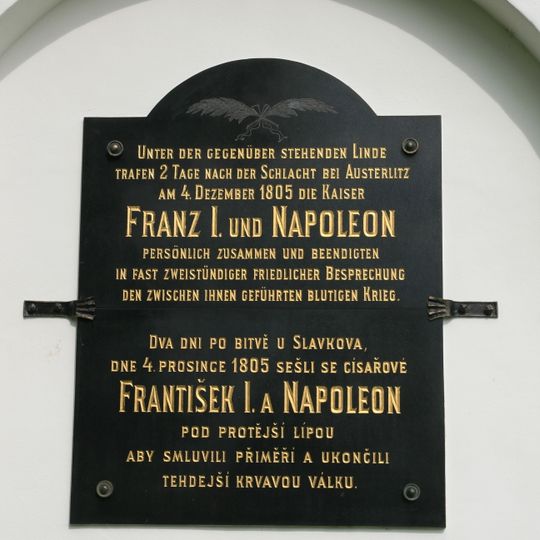 Unter der gegenüber stehenden Linde
trafen 2 Tage nach der Schlacht bei Austerlitz
am 4. Dezember 1805 die Kaiser
Franz I. und Napoleon
persönlich zusammen und beendigten
in fast zweistündiger friedlicher Besprechung
den zwischen ihnen geführten blutigen Krieg.
Dva dni po bitvě u Slavkova,
dne 4. prosince 1805 sešli se císařové
František I. a Napoleon
pod protější lípou
aby smluvili příměří a ukončili
tehdejší krvavou válku.